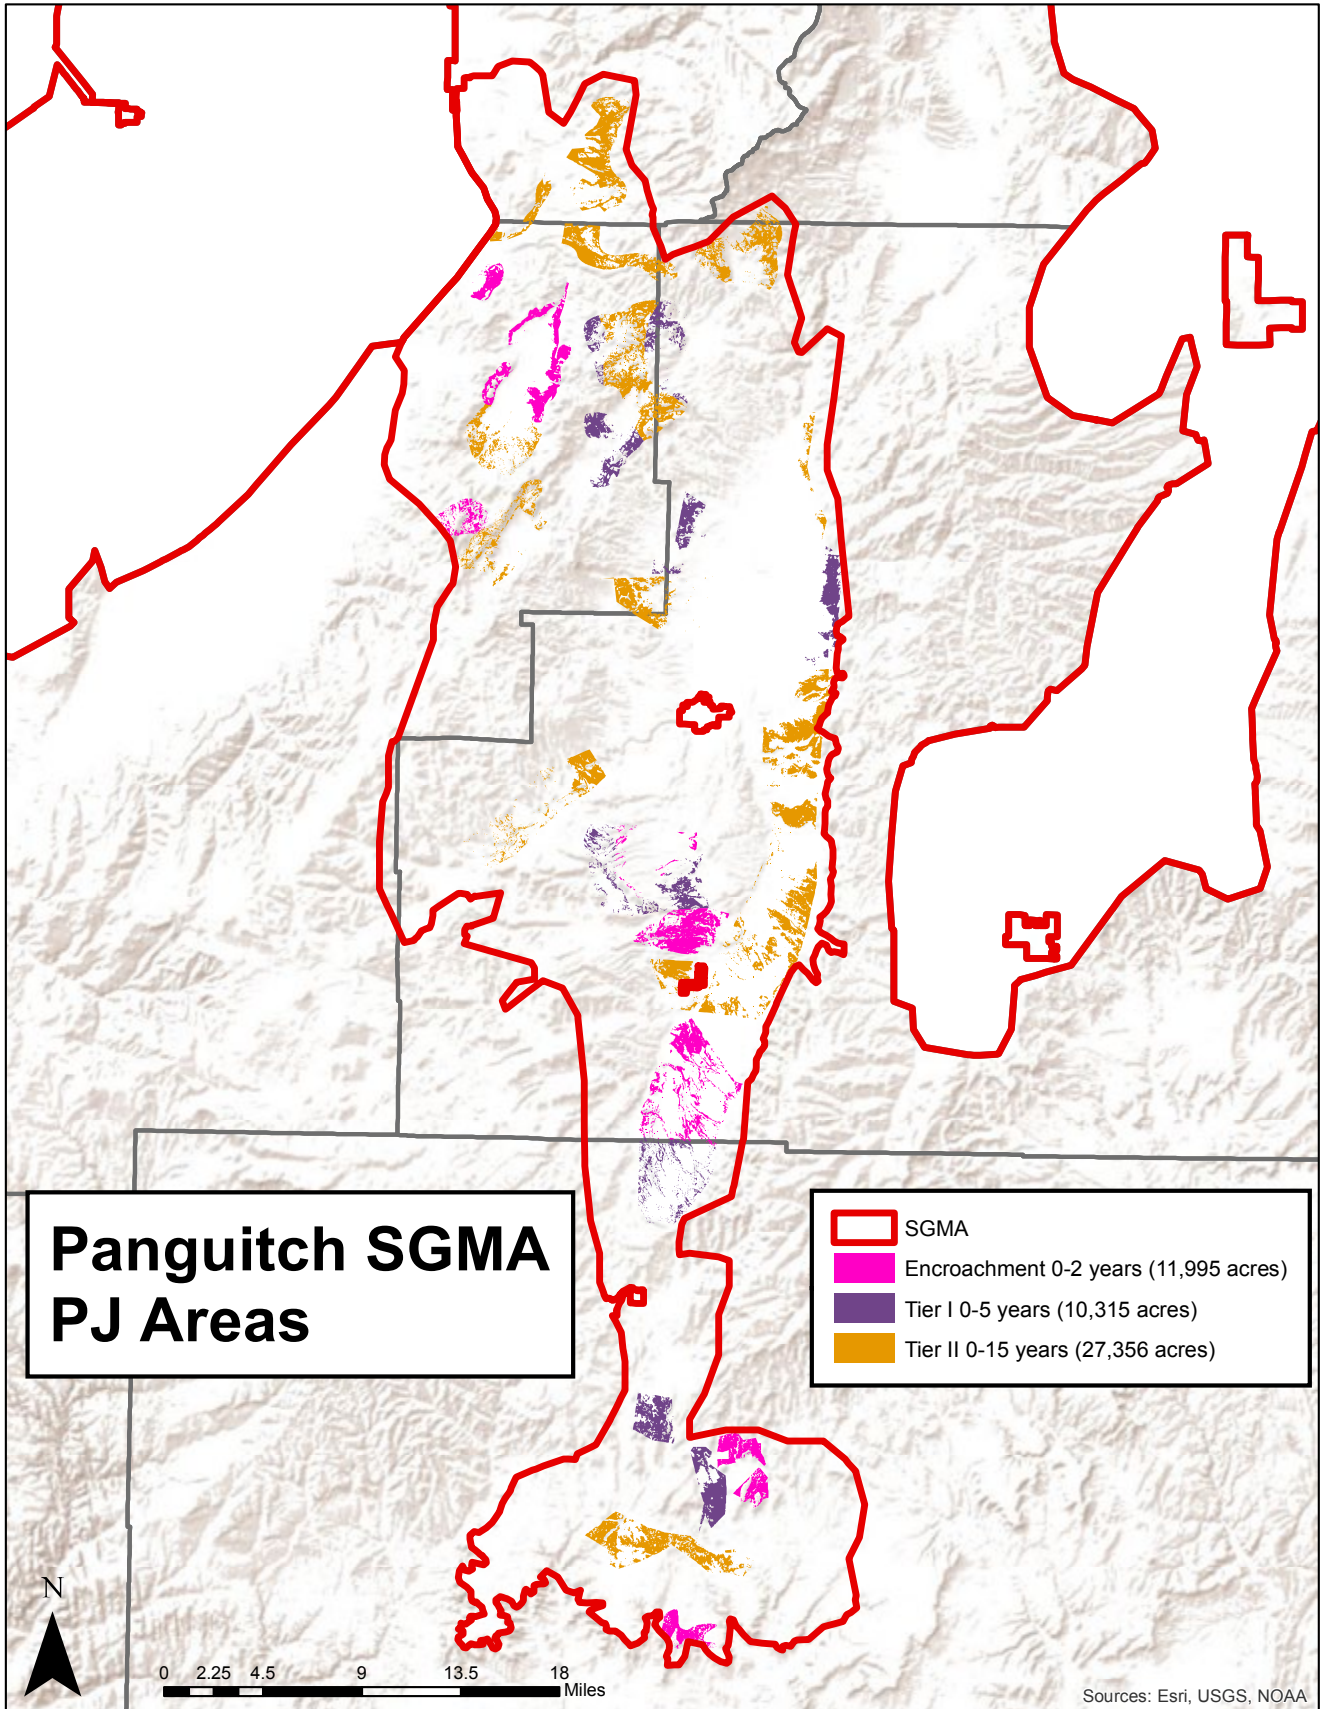 Panguitch SGMA
PJ Areas
SGMA
Encroachment 0-2 years (11,995 acres)
Tier I 0-5 years (10,315 acres)
Tier II 0-15 years (27,356 acres)
N
0 2.25 4.5 9 13.5 18
Miles
Sources: Esri, USGS, NOAA